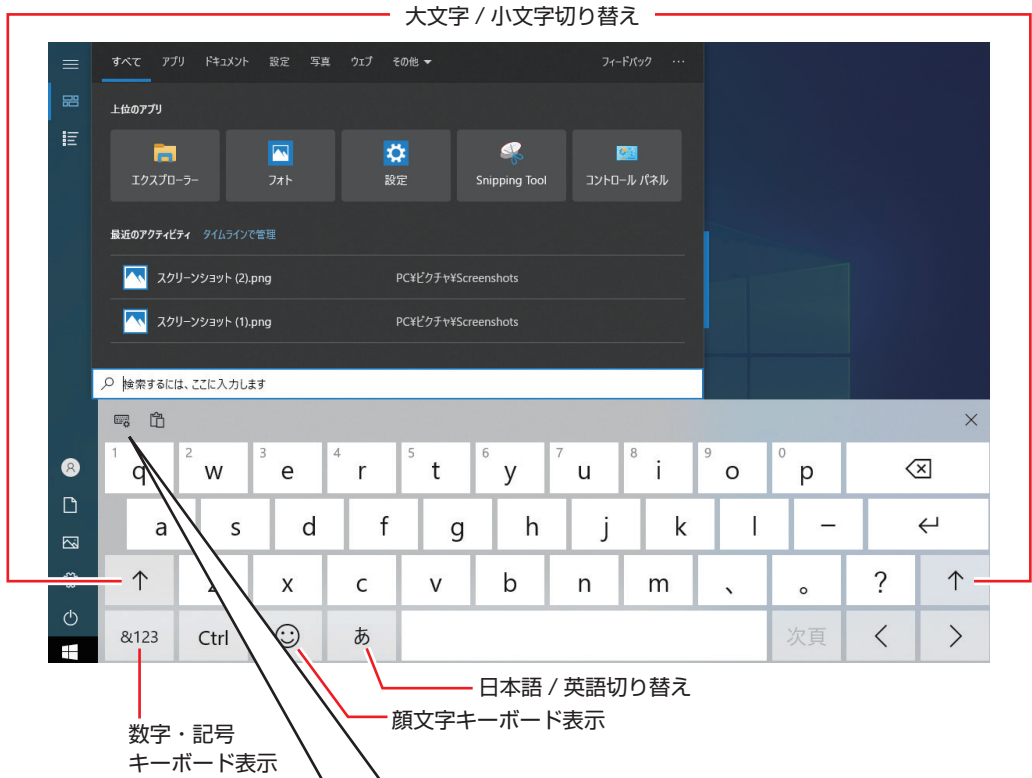 大文字 / 小文字切り替え
すべて アプリ ドキュメント 設定 写真 ウェブ その他 フィードバック …
上位のアプリ
エクスプローラー フォト 設定 Snipping Tool コントロール パネル
最近のアクティビティ タイムラインで管理
スクリーンショット (2).png PC¥ピクチャ¥Screenshots
スクリーンショット (1).png PC¥ピクチャ¥Screenshots
検索するには、ここに入力します
1 q 2 w 3 e 4 r 5 t 6 y 7 u 8 i 9 o 0 p
a s d f g h j k l ー
↑ z x c v b n m 、 。 ? ↑
&123 Ctrl あ 次頁 < >
日本語 / 英語切り替え
顔文字キーボード表示
数字・記号
キーボード表示